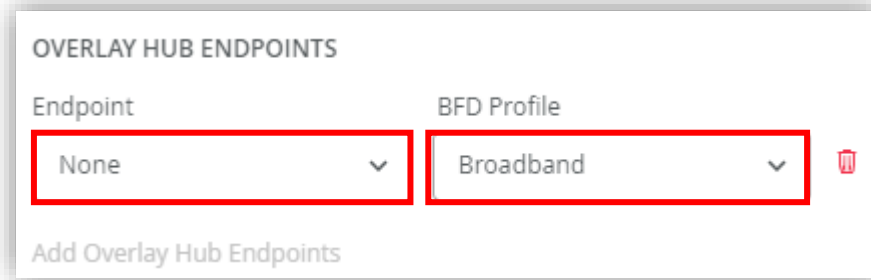 OVERLAY HUB ENDPOINTS
Endpoint BFD Profile
None Broadband
Add Overlay Hub Endpoints